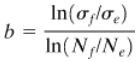 b = ln(σf/σe) / ln(Nf/Ne)